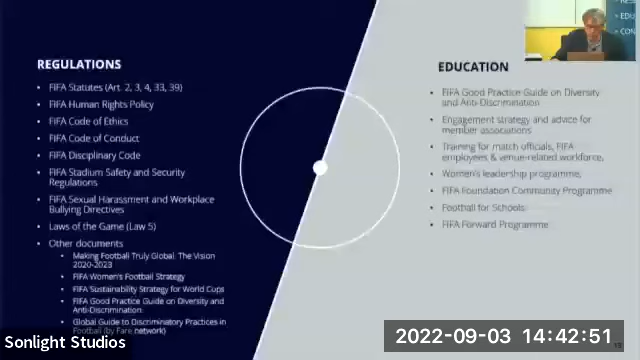 REGULATIONS
• FIFA Statutes (Art. 2, 3, 4, 33, 39)
• FIFA Human Rights Policy
• FIFA Code of Ethics
• FIFA Code of Conduct
• FIFA Disciplinary Code
• FIFA Stadium Safety and Security
Regulations
• FIFA Sexual Harassment and Workplace
Bullying Directives
• Laws of the Game (Law 5)
• Other documents
• Making Football Truly Global: The Vision
2020-2023
• FIFA Women's Football Strategy
• FIFA Sustainability Strategy for World Cups
• FIFA Good Practice Guide on Diversity and
Anti-Discrimination
• Global Guide to Discriminatory Practices in
Football (by Fare network)
EDUCATION
• FIFA Good Practice Guide on Diversity
and Anti-Discrimination
• Engagement strategy and advice for
member associations
• Training for match officials, FIFA
employees & venue-related workforce,
• Women's leadership programme,
• FIFA Foundation Community Programme
• Football for Schools
• FIFA Forward Programme
• EDU
• CON
Sonlight Studios
2022-09-03 14:42:51